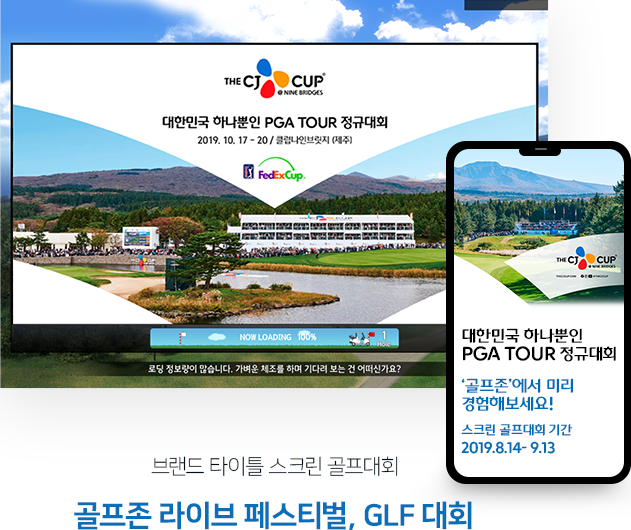 THE CJ CUP
@ NINE BRIDGES
대한민국 하나뿐인 PGA TOUR 정규대회
2019. 10. 17 - 20 / 클럽나인브릿지 (제주)
FedExCup
NOW LOADING 100%
1
Hole
로딩 정보량이 많습니다. 가벼운 체조를 하며 기다려 보는 건 어떠신가요?
THE CJ CUP
@ NINE BRIDGES
대한민국 하나뿐인
PGA TOUR 정규대회
‘골프존’에서 미리
경험해보세요!
스크린 골프대회 기간
2019.8.14- 9.13
브랜드 타이틀 스크린 골프대회
골프존 라이브 페스티벌, GLF 대회